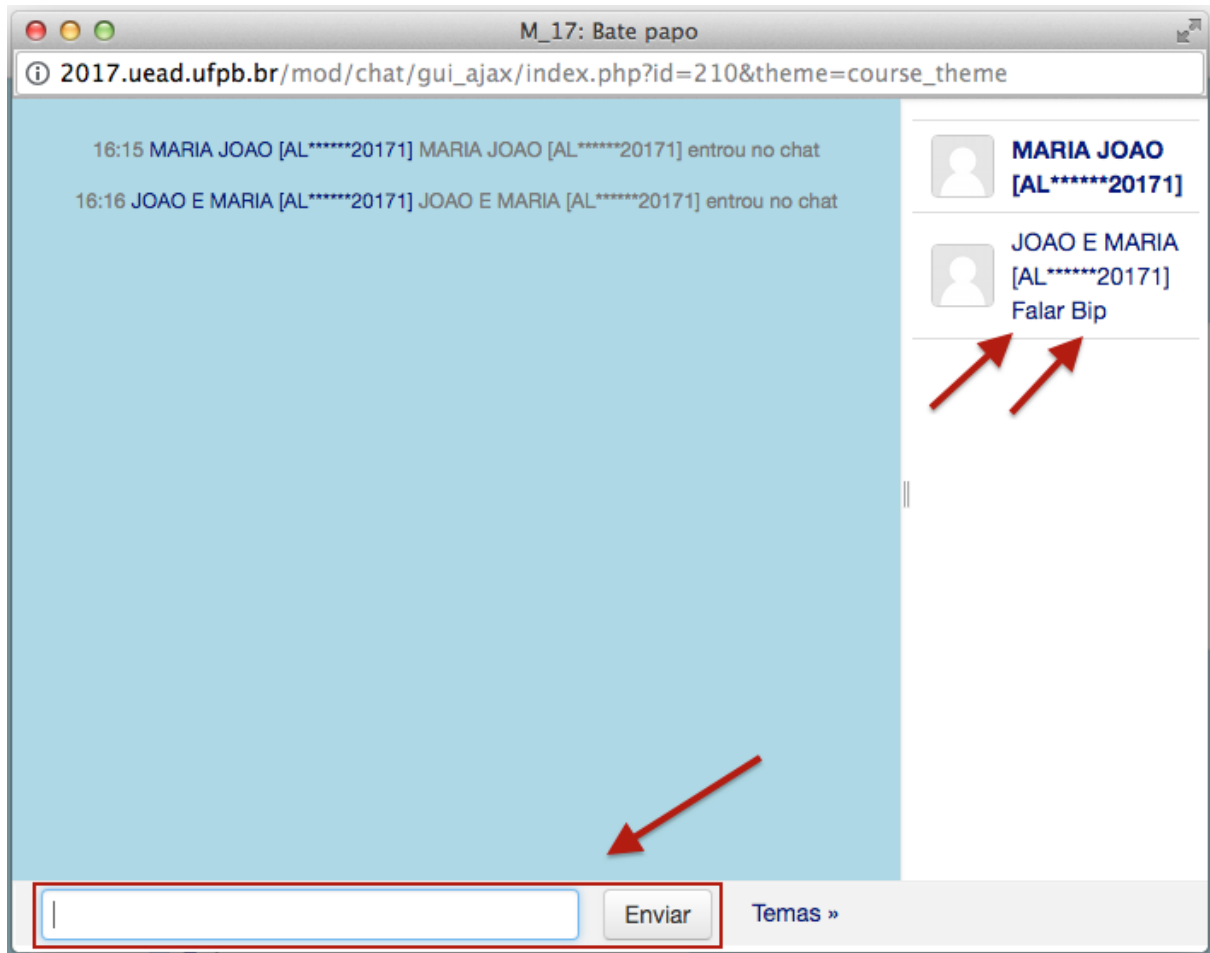 M_17: Bate papo
2017.uead.ufpb.br/mod/chat/gui_ajax/index.php?id=210&theme=course_theme
16:15 MARIA JOAO [AL******20171] MARIA JOAO [AL******20171] entrou no chat
16:16 JOAO E MARIA [AL******20171] JOAO E MARIA [AL******20171] entrou no chat
MARIA JOAO
[AL******20171]
JOAO E MARIA
[AL******20171]
Falar Bip
Enviar
Temas »